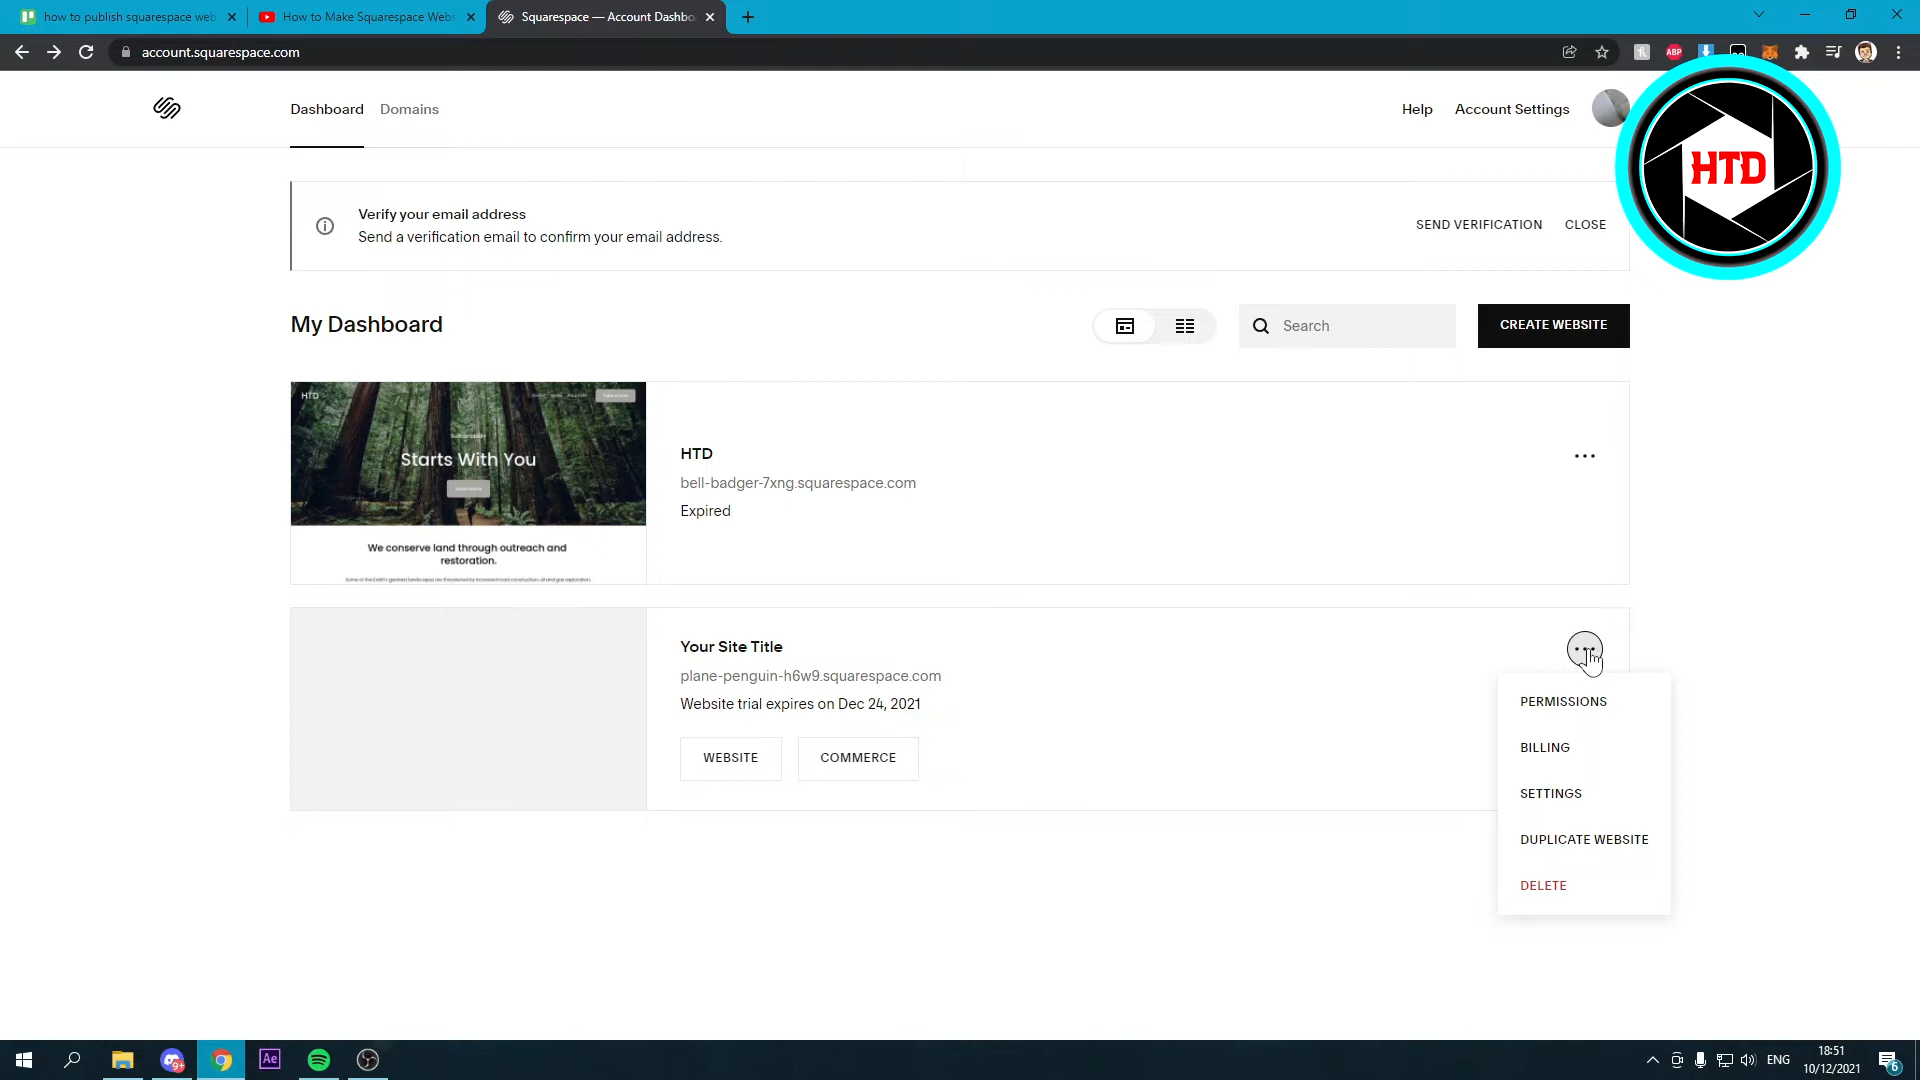 how to publish squarespace web
How to Make Squarespace Webs
Squarespace — Account Dashbo
account.squarespace.com
ABP
Dashboard
Domains
Help
Account Settings
HTD
Verify your email address
Send a verification email to confirm your email address.
SEND VERIFICATION
CLOSE
My Dashboard
Search
CREATE WEBSITE
HTD
Starts With You
We conserve land through outreach and
restoration.
HTD
bell-badger-7xng.squarespace.com
Expired
Your Site Title
plane-penguin-h6w9.squarespace.com
Website trial expires on Dec 24, 2021
WEBSITE
COMMERCE
PERMISSIONS
BILLING
SETTINGS
DUPLICATE WEBSITE
DELETE
9+
Ae
ENG
18:51
10/12/2021
6